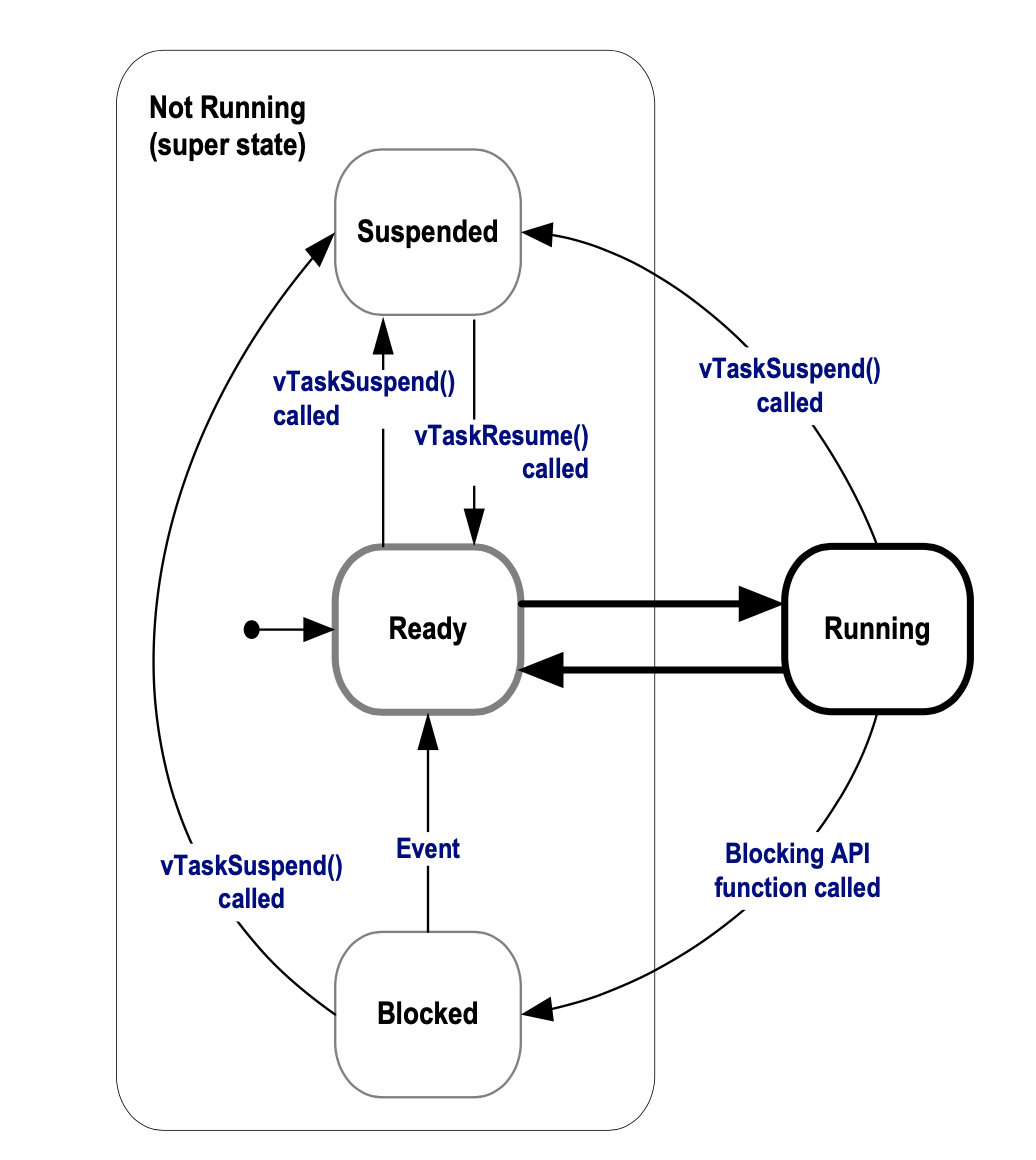 Not Running
(super state)
Suspended
vTaskSuspend()
called
vTaskSuspend()
called
vTaskResume()
called
Ready
Running
Event
vTaskSuspend()
called
Blocking API
function called
Blocked